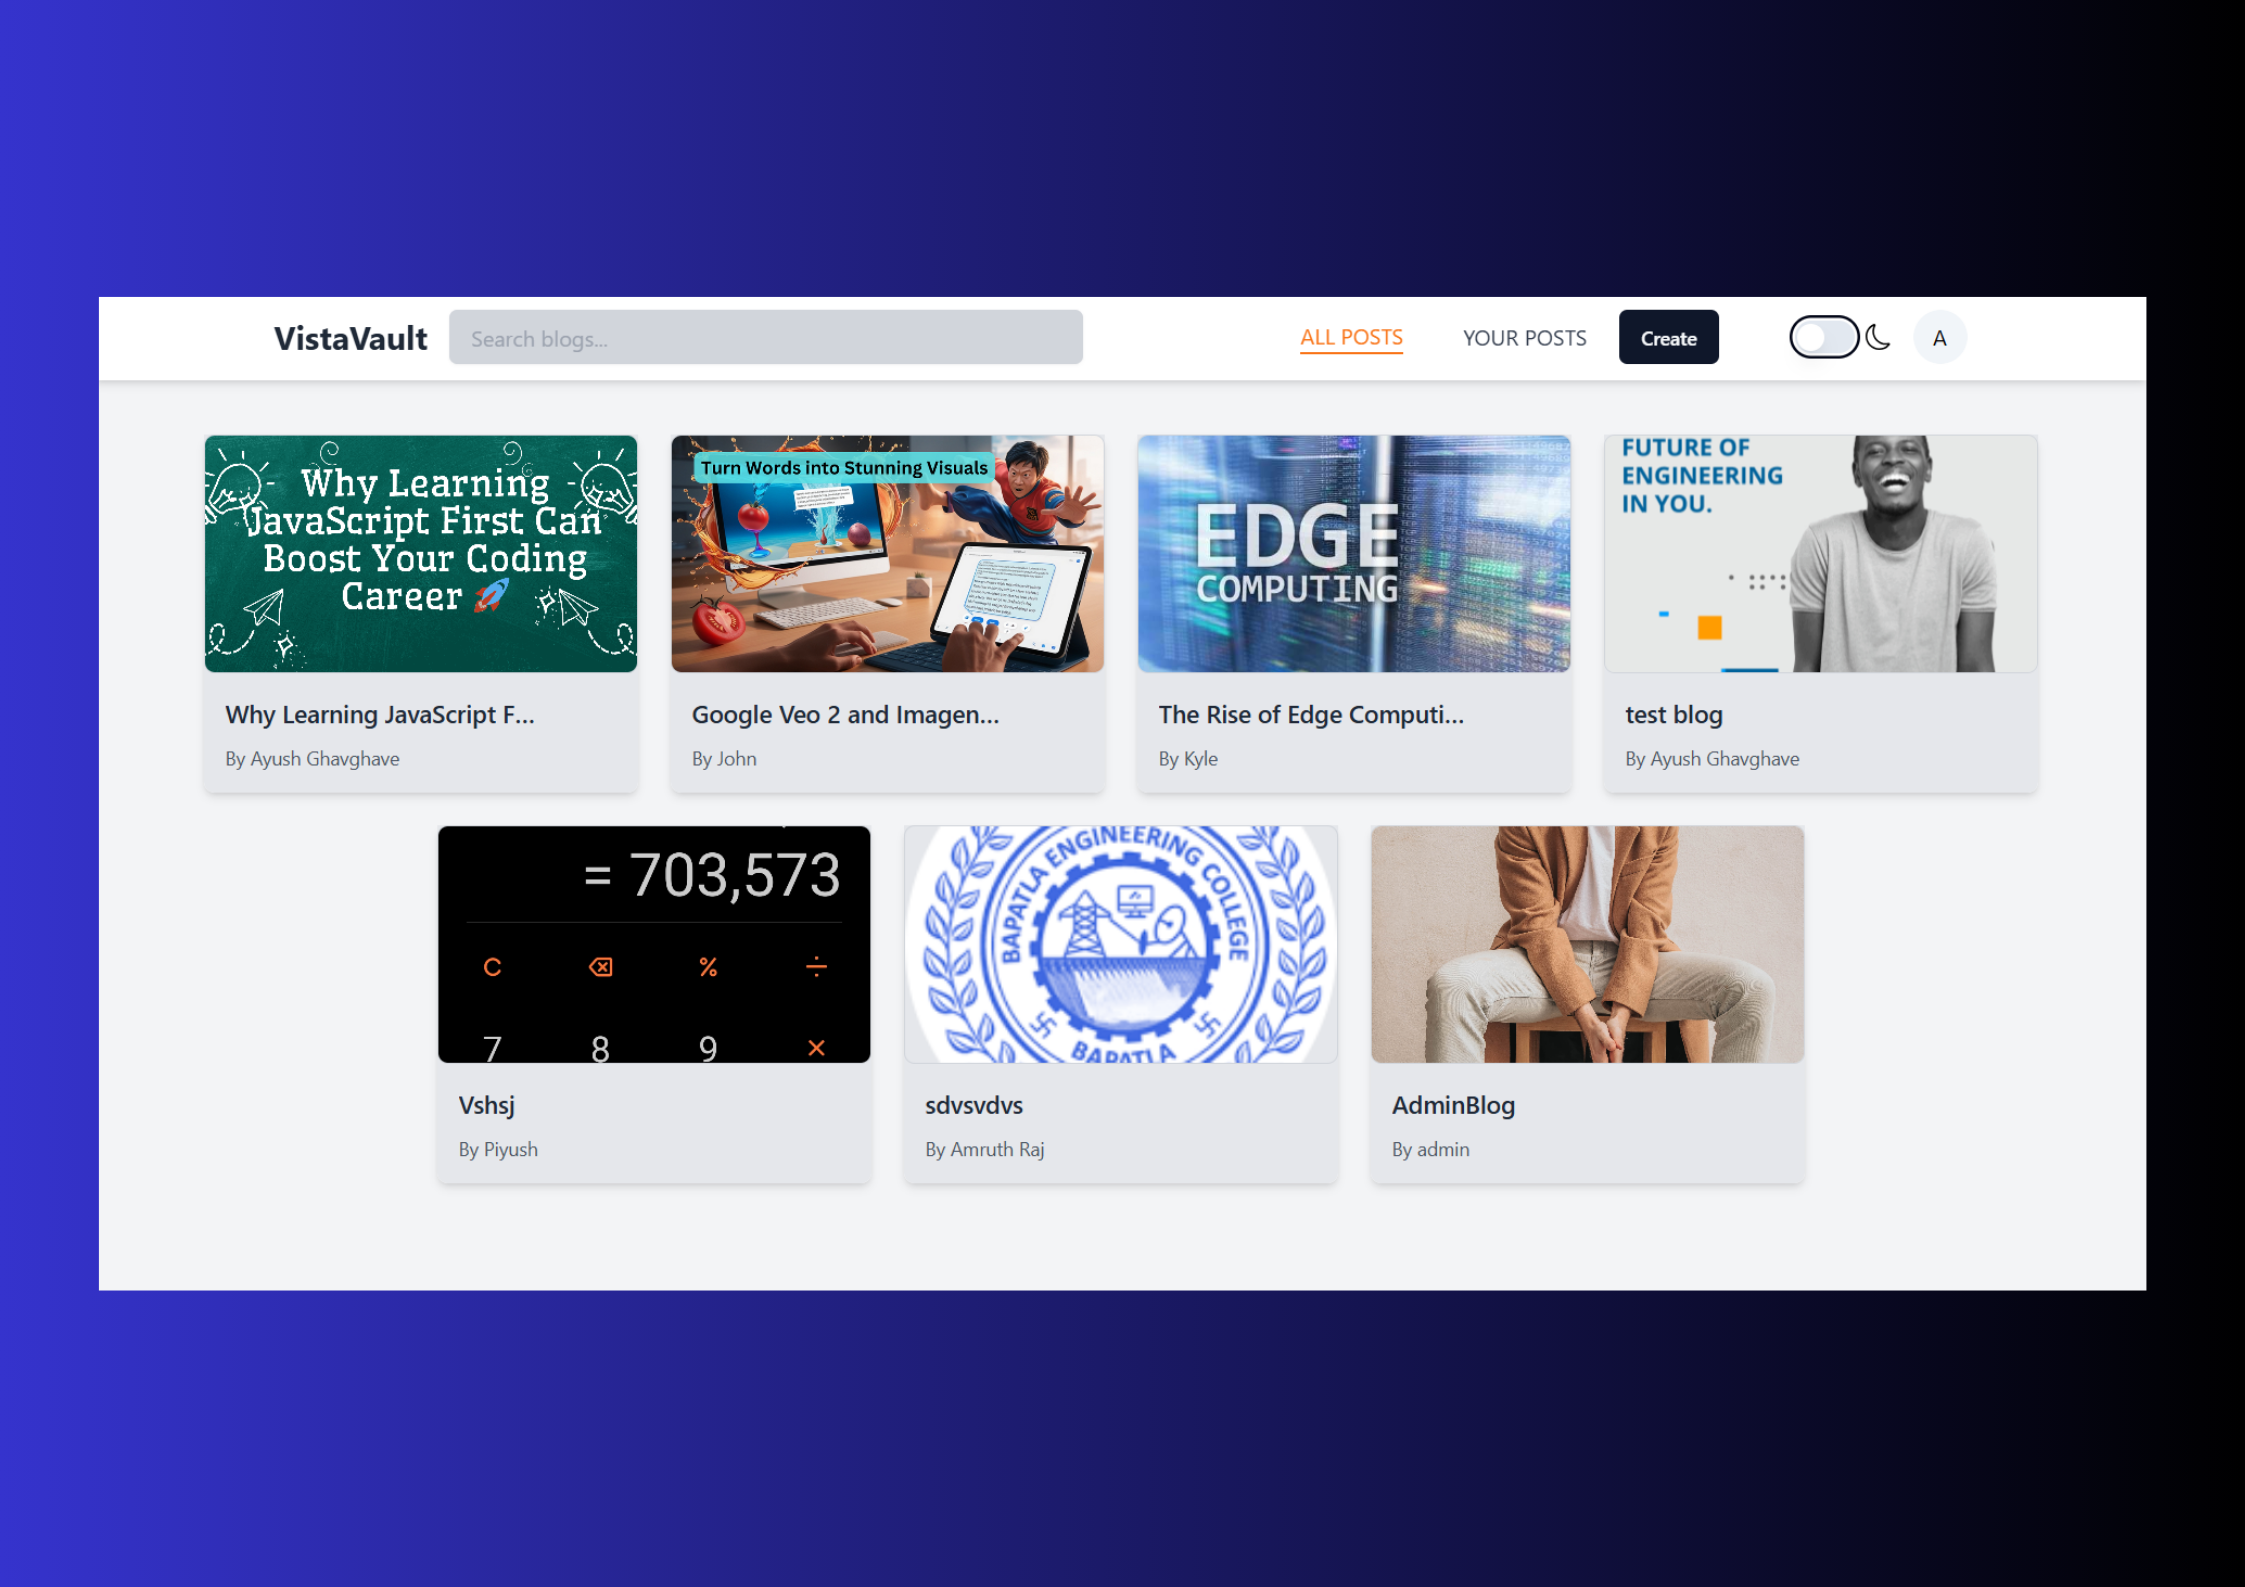 VistaVault
Search blogs...
ALL POSTS
YOUR POSTS
Create
A
Why Learning
JavaScript First Can
Boost Your Coding
Career 🚀
Turn Words into Stunning Visuals
EDGE
COMPUTING
FUTURE OF
ENGINEERING
IN YOU.
Why Learning JavaScript F...
By Ayush Ghavghave
Google Veo 2 and Imagen...
By John
The Rise of Edge Computi...
By Kyle
test blog
By Ayush Ghavghave
= 703,573
C
%
÷
7
8
9
×
BAPATLA ENGINEERING COLLEGE
BAPATLA
Vshsj
By Piyush
sdvsvdvs
By Amruth Raj
AdminBlog
By admin